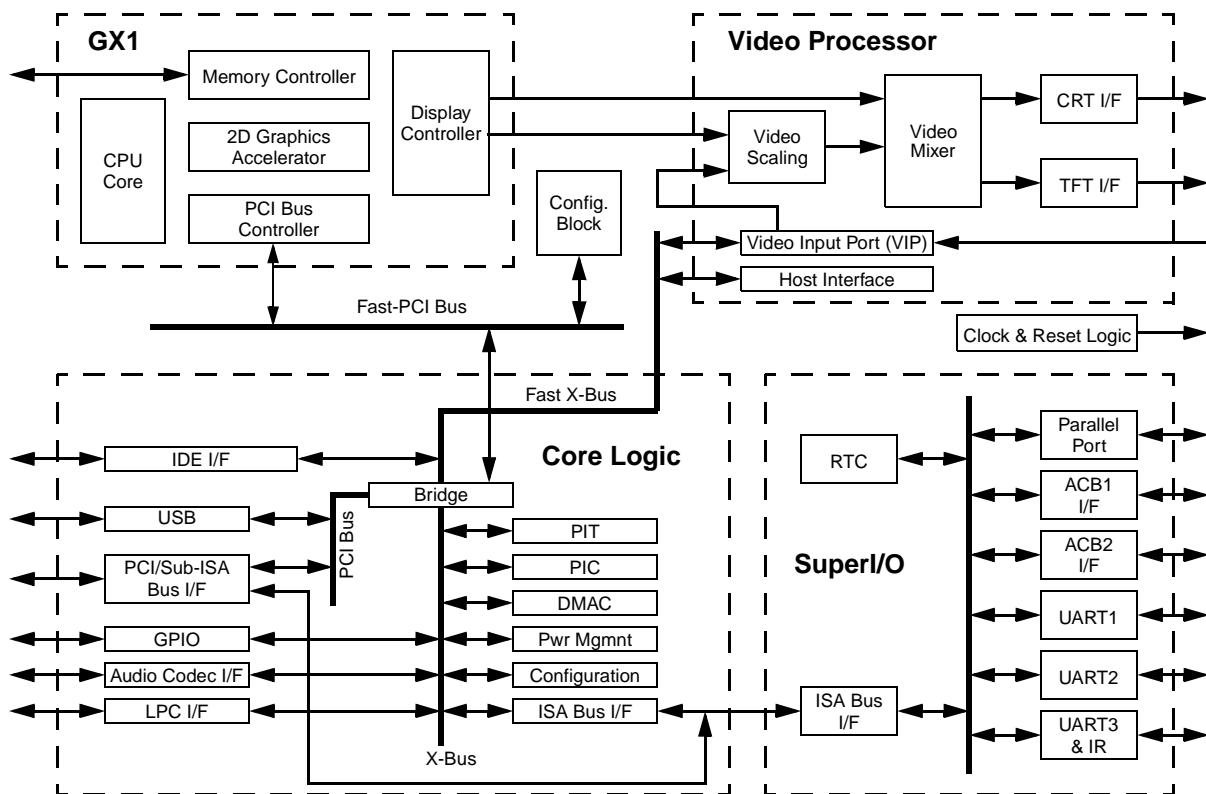 GX1
Memory Controller
CPU
Core
2D Graphics
Accelerator
PCI Bus
Controller
Display
Controller
Config.
Block
Video Processor
Video
Scaling
Video
Mixer
CRT I/F
TFT I/F
Video Input Port (VIP)
Host Interface
Fast-PCI Bus
Clock & Reset Logic
Fast X-Bus
Core Logic
IDE I/F
Bridge
USB
PCI Bus
PCI/Sub-ISA
Bus I/F
GPIO
Audio Codec I/F
LPC I/F
PIT
PIC
DMAC
Pwr Mgmnt
Configuration
ISA Bus I/F
X-Bus
SuperI/O
RTC
ISA Bus
I/F
Parallel
Port
ACB1
I/F
ACB2
I/F
UART1
UART2
UART3
& IR